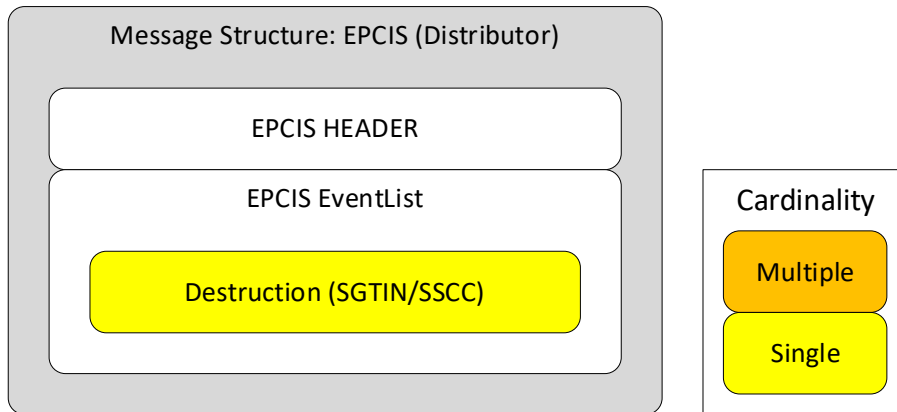 Message Structure: EPCIS (Distributor)
EPCIS HEADER
EPCIS EventList
Destruction (SGTIN/SSCC)
Cardinality
Multiple
Single